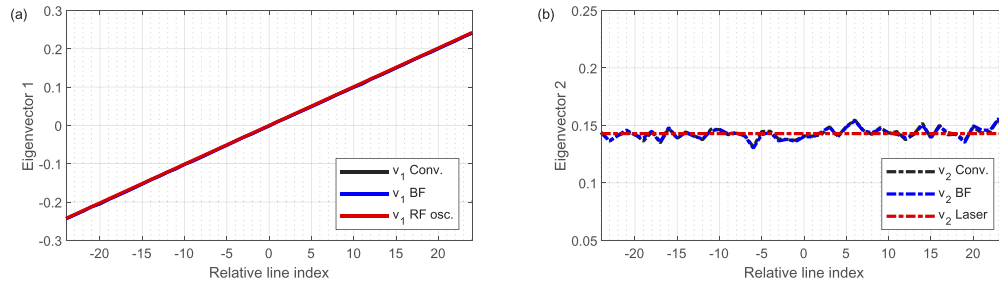 (a)
Eigenvector 1
0.3
0.2
0.1
0
-0.1
-0.2
-0.3
-20 -15 -10 -5 0 5 10 15 20
Relative line index
v1 Conv.
v1 BF
v1 RF osc.
(b)
Eigenvector 2
0.25
0.2
0.15
0.1
0.05
-20 -15 -10 -5 0 5 10 15 20
Relative line index
v2 Conv.
v2 BF
v2 Laser